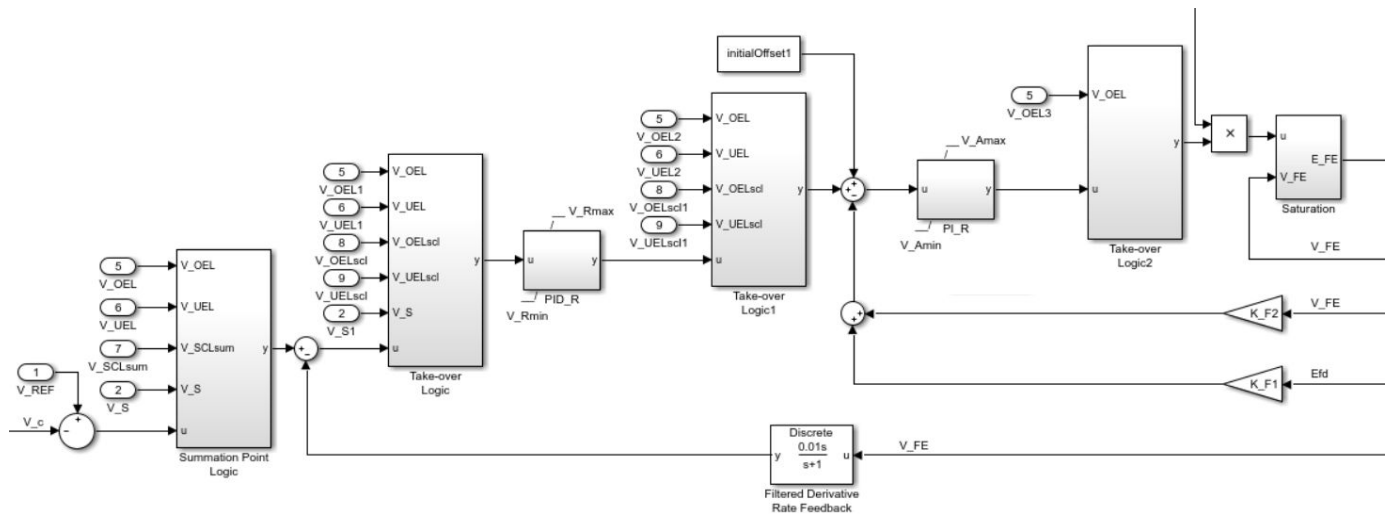 1
V_REF
V_c
+
−
5
V_OEL
6
V_UEL
7
V_SCLsum
2
V_S
V_OEL
V_UEL
V_SCLsum
V_S
u
y
Summation Point
Logic
+
−
5
V_OEL1
6
V_UEL1
8
V_OELscl
9
V_UELscl
2
V_S1
V_OEL
V_UEL
V_OELscl
V_UELscl
V_S
u
y
Take-over
Logic
V_Rmax
u
y
V_Rmin
PID_R
5
V_OEL2
6
V_UEL2
8
V_OELscl1
9
V_UELscl1
V_OEL
V_UEL
V_OELscl
V_UELscl
u
y
Take-over
Logic1
initialOffset1
+
+
−
V_Amax
u
y
V_Amin
PI_R
5
V_OEL3
V_OEL
u
y
Take-over
Logic2
×
u
V_FE
E_FE
Saturation
V_FE
+
+
K_F2
V_FE
K_F1
Efd
Discrete
y
0.01s
s+1
u
Filtered Derivative
Rate Feedback
V_FE